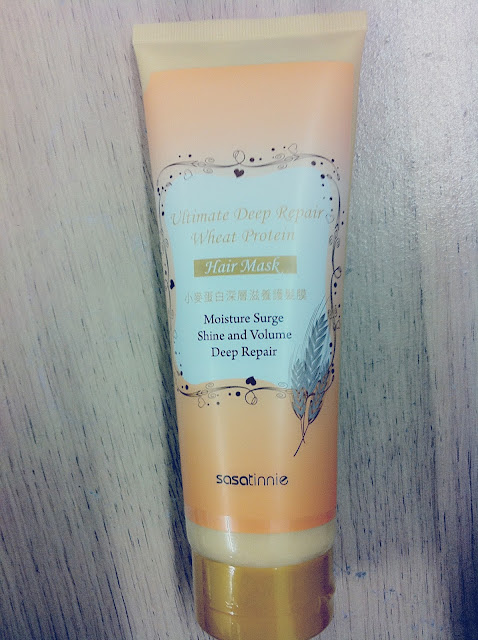 Ultimate Deep Repair
Wheat Protein
Hair Mask
小麥蛋白深層滋養護髮膜
Moisture Surge
Shine and Volume
Deep Repair
sasatinnie